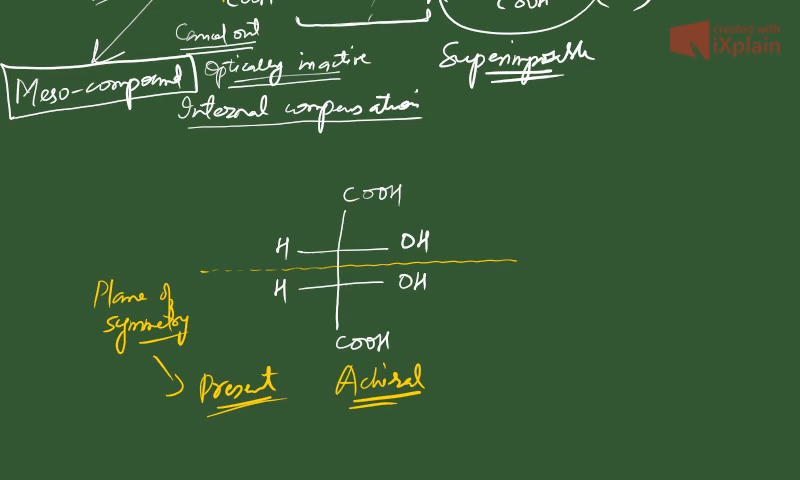 COOH
COOH
created with
iXplain
Cancel out
Superimposable
Optically inactive
Meso-compound
Internal compensation
COOH
H OH
H OH
Plane of
symmetry
COOH
Present
Achiral